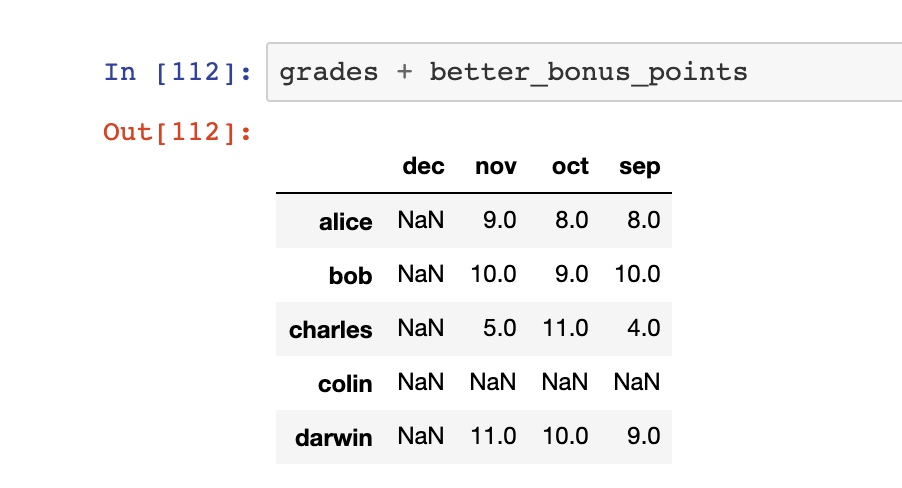 In [112]: grades + better_bonus_points
Out[112]:
dec nov oct sep
alice NaN 9.0 8.0 8.0
bob NaN 10.0 9.0 10.0
charles NaN 5.0 11.0 4.0
colin NaN NaN NaN NaN
darwin NaN 11.0 10.0 9.0